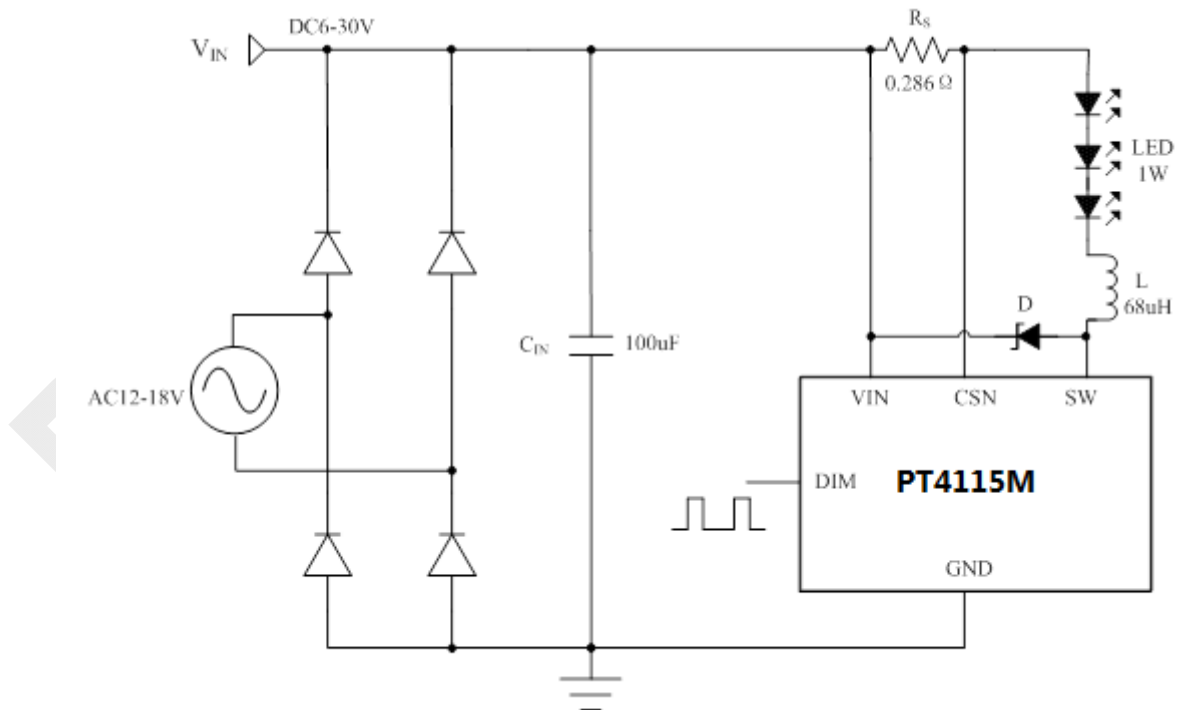 DC6-30V
V_IN
R_S
0.286 Ω
LED
1W
L
68uH
D
C_IN
100uF
AC12-18V
VIN
CSN
SW
DIM
PT4115M
GND